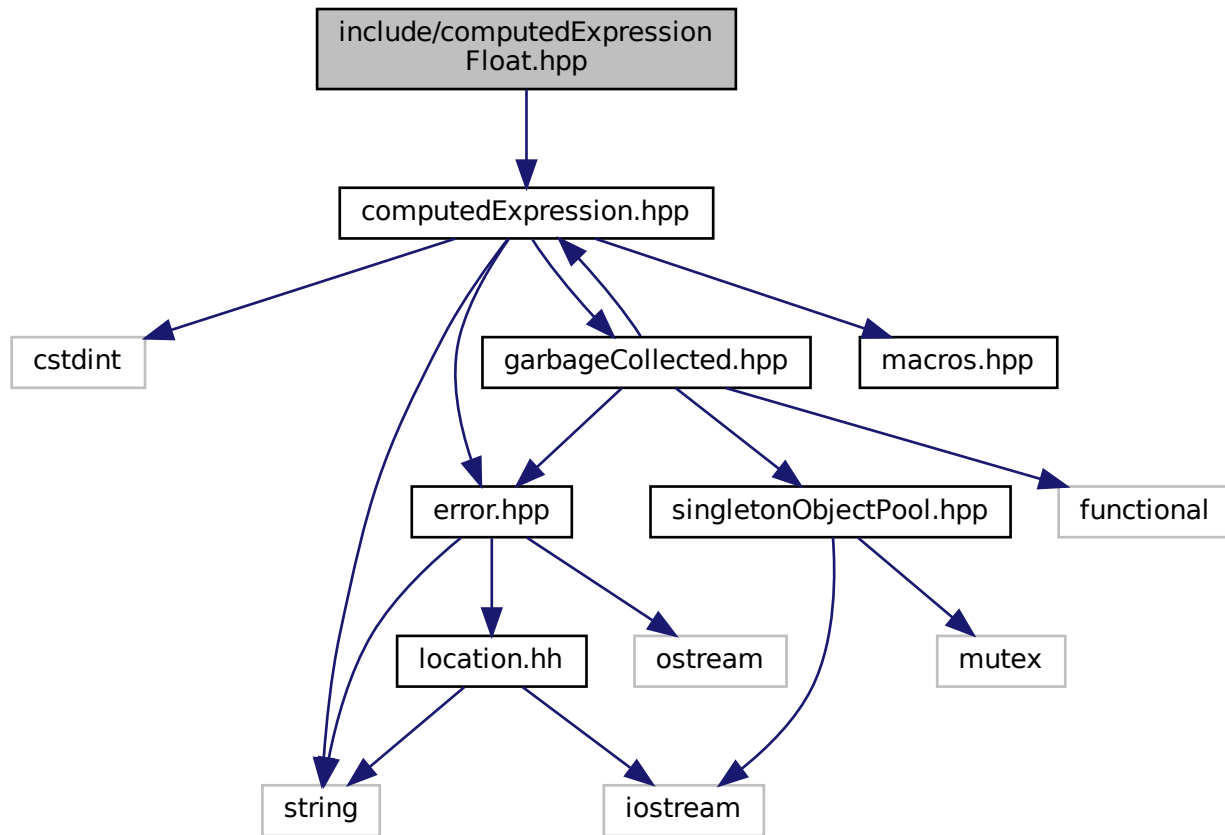 include/computedExpression
Float.hpp
computedExpression.hpp
cstdint
garbageCollected.hpp
macros.hpp
error.hpp
singletonObjectPool.hpp
functional
location.hh
ostream
mutex
string
iostream